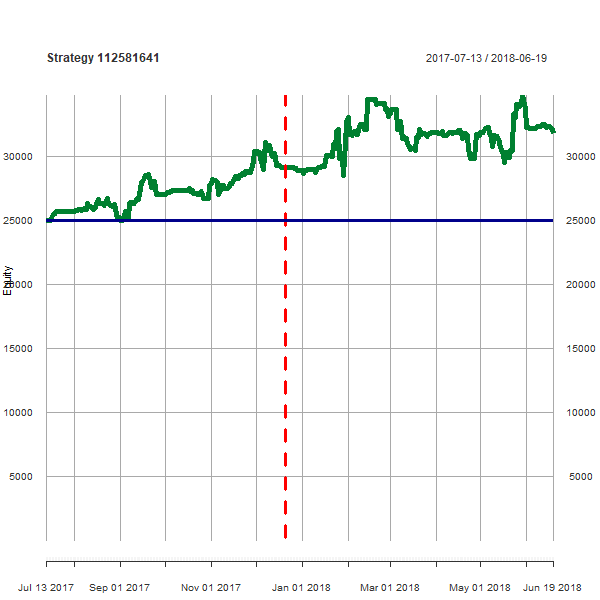 Strategy 112581641 2017-07-13 / 2018-06-19
30000 30000
25000 25000
Equity
20000 20000
15000 15000
10000 10000
5000 5000
Jul 13 2017 Sep 01 2017 Nov 01 2017 Jan 01 2018 Mar 01 2018 May 01 2018 Jun 19 2018